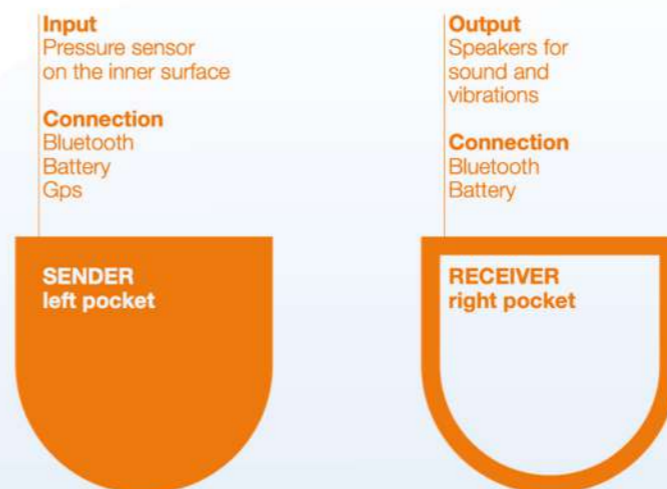 Input
Pressure sensor
on the inner surface
Connection
Bluetooth
Battery
Gps
SENDER
left pocket
Output
Speakers for
sound and
vibrations
Connection
Bluetooth
Battery
RECEIVER
right pocket